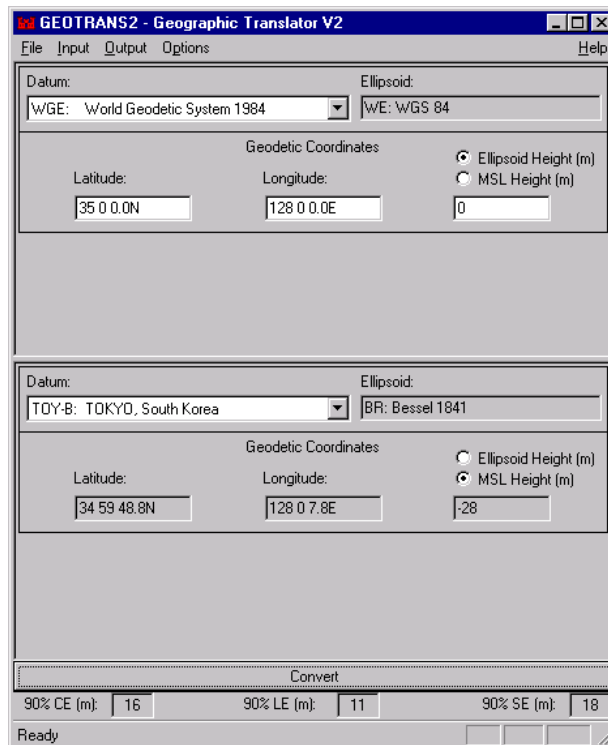 GEOTRANS2 - Geographic Translator V2
File Input Output Options Help
Datum: Ellipsoid:
WGE: World Geodetic System 1984 WE: WGS 84
Geodetic Coordinates
Ellipsoid Height (m)
Latitude: Longitude: MSL Height (m)
35 0 0.0N 128 0 0.0E 0
Datum: Ellipsoid:
TOY-B: TOKYO, South Korea BR: Bessel 1841
Geodetic Coordinates
Ellipsoid Height (m)
Latitude: Longitude: MSL Height (m)
34 59 48.8N 128 0 7.8E -28
Convert
90% CE (m): 16 90% LE (m): 11 90% SE (m): 18
Ready